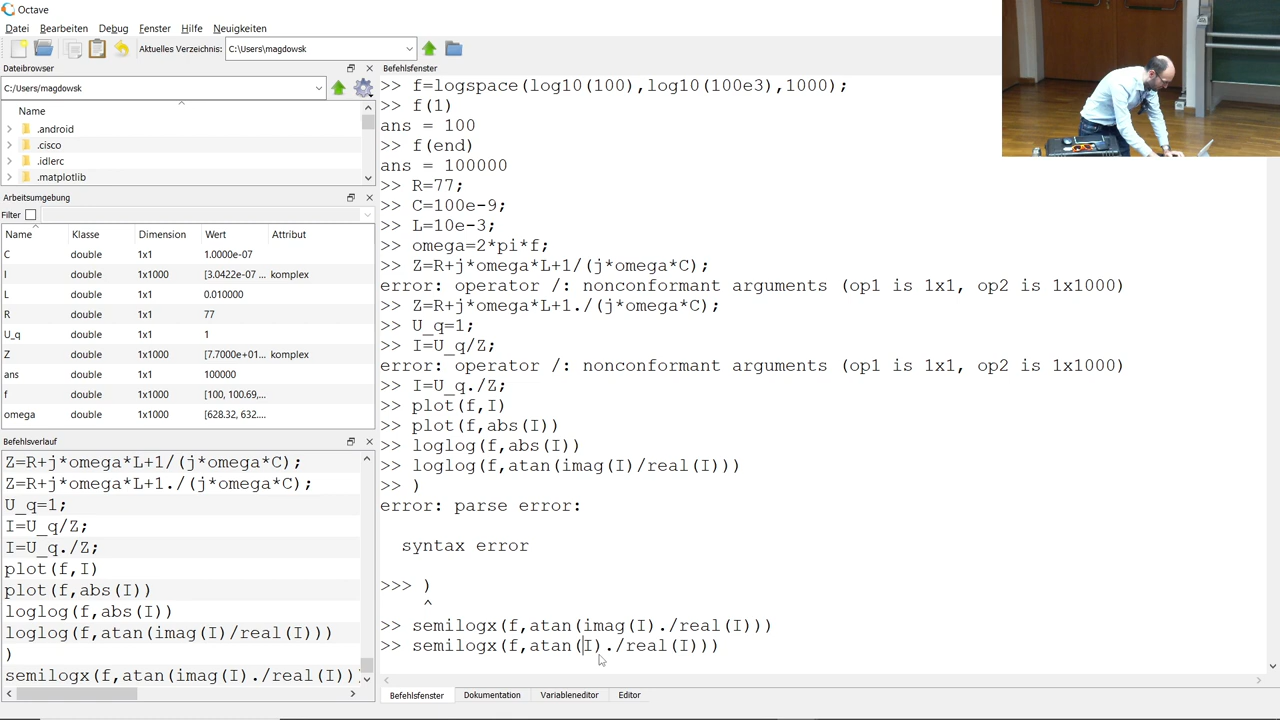 Octave
Datei Bearbeiten Debug Fenster Hilfe Neuigkeiten
Aktuelles Verzeichnis: C:\Users\magdowsk
Dateibrowser
C:/Users/magdowsk
Name
.android
.cisco
.idlerc
.matplotlib
Arbeitsumgebung
Filter
Name Klasse Dimension Wert Attribut
C double 1x1 1.0000e-07
I double 1x1000 [3.0422e-07 ... komplex
L double 1x1 0.010000
R double 1x1 77
U_q double 1x1 1
Z double 1x1000 [7.7000e+01... komplex
ans double 1x1 100000
f double 1x1000 [100, 100.69,...
omega double 1x1000 [628.32, 632....
Befehlsverlauf
Z=R+j*omega*L+1/(j*omega*C);
Z=R+j*omega*L+1./(j*omega*C);
U_q=1;
I=U_q/Z;
I=U_q./Z;
plot(f,I)
plot(f,abs(I))
loglog(f,abs(I))
loglog(f,atan(imag(I)/real(I)))
)
semilogx(f,atan(imag(I)./real(I))
Befehlsfenster
>> f=logspace(log10(100),log10(100e3),1000);
>> f(1)
ans = 100
>> f(end)
ans = 100000
>> R=77;
>> C=100e-9;
>> L=10e-3;
>> omega=2*pi*f;
>> Z=R+j*omega*L+1/(j*omega*C);
error: operator /: nonconformant arguments (op1 is 1x1, op2 is 1x1000)
>> Z=R+j*omega*L+1./(j*omega*C);
>> U_q=1;
>> I=U_q/Z;
error: operator /: nonconformant arguments (op1 is 1x1, op2 is 1x1000)
>> I=U_q./Z;
>> plot(f,I)
>> plot(f,abs(I))
>> loglog(f,abs(I))
>> loglog(f,atan(imag(I)/real(I)))
>> )
error: parse error:
syntax error
>>> )
^
>> semilogx(f,atan(imag(I)./real(I)))
>> semilogx(f,atan(I)./real(I)))
Befehlsfenster Dokumentation Variableneditor Editor